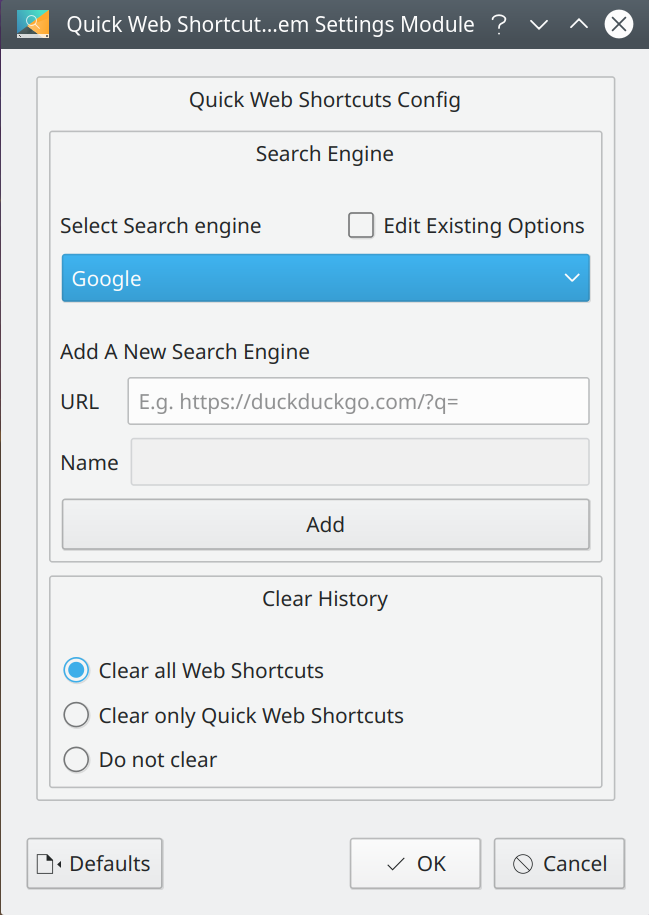 Quick Web Shortcut...em Settings Module
Quick Web Shortcuts Config
Search Engine
Select Search engine
Edit Existing Options
Google
Add A New Search Engine
URL
E.g. https://duckduckgo.com/?q=
Name
Add
Clear History
Clear all Web Shortcuts
Clear only Quick Web Shortcuts
Do not clear
Defaults
OK
Cancel